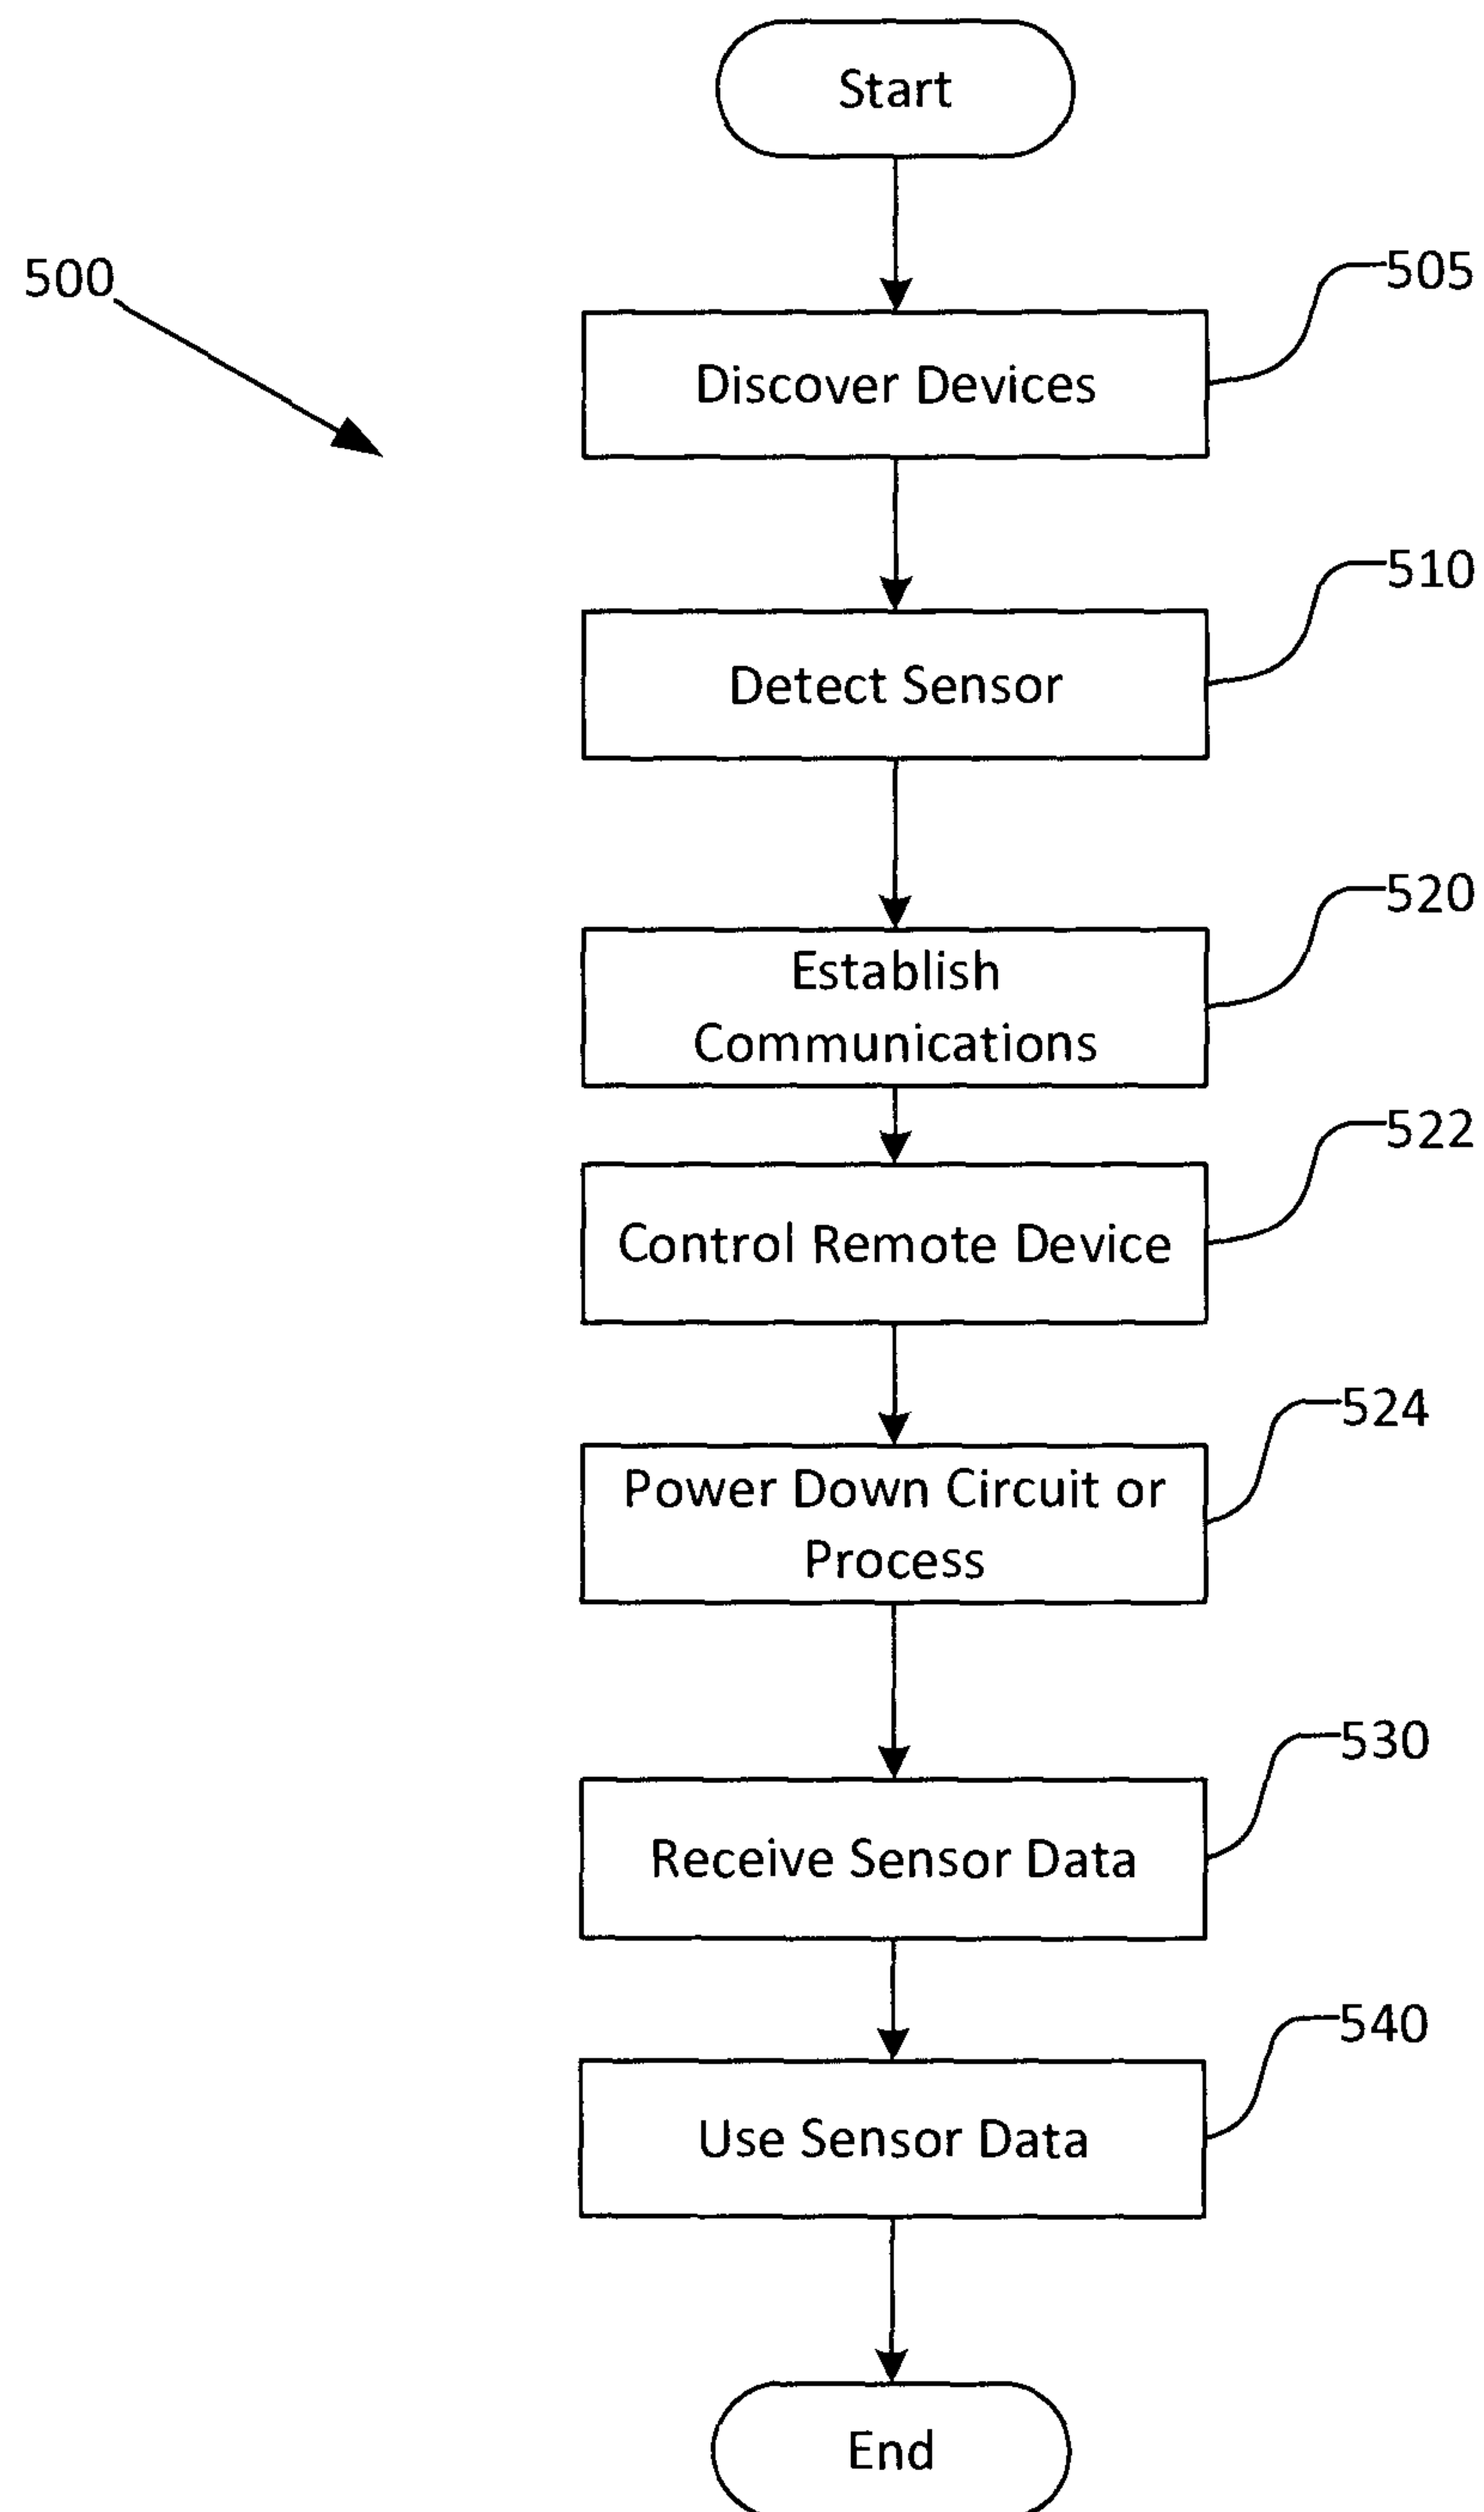 Start
500
505
Discover Devices
510
Detect Sensor
520
Establish
Communications
522
Control Remote Device
524
Power Down Circuit or
Process
530
Receive Sensor Data
540
Use Sensor Data
End